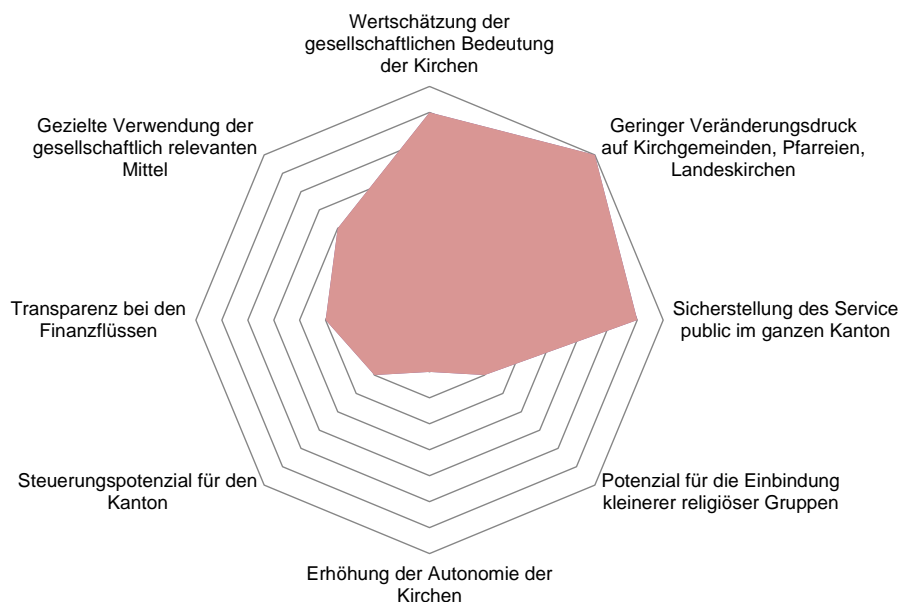 Wertschätzung der
gesellschaftlichen Bedeutung
der Kirchen
Geringer Veränderungsdruck
auf Kirchgemeinden, Pfarreien,
Landeskirchen
Sicherstellung des Service
public im ganzen Kanton
Potenzial für die Einbindung
kleinerer religiöser Gruppen
Erhöhung der Autonomie der
Kirchen
Steuerungspotenzial für den
Kanton
Transparenz bei den
Finanzflüssen
Gezielte Verwendung der
gesellschaftlich relevanten
Mittel